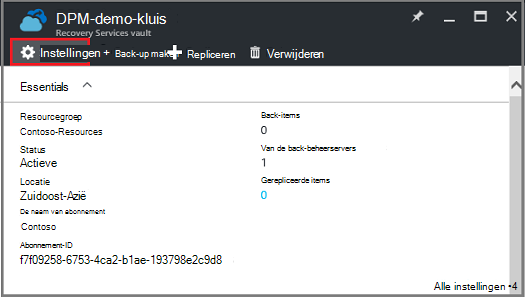 DPM-demo-kluis
Recovery Services vault
Instellingen + Back-up make Repliceren Verwijderen
Essentials
Resourcegroep
Contoso-Resources
Back-items
0
Status
Actieve
Van de back-beheerservers
1
Locatie
Zuidoost-Azië
Gerepliceerde items
0
De naam van abonnement
Contoso
Abonnement-ID
f7f09258-6753-4ca2-b1ae-193798e2c9d8
Alle instellingen •4